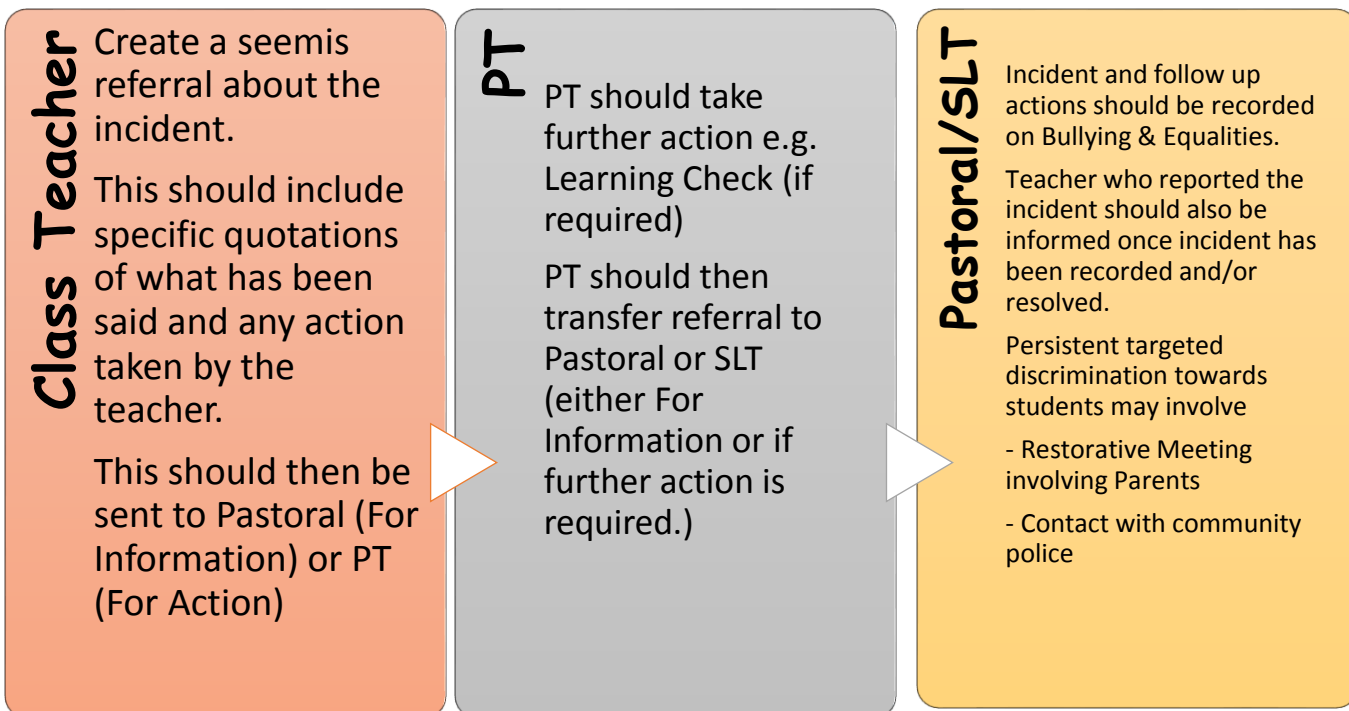 Class Teacher
Create a seemis
referral about the
incident.
This should include
specific quotations
of what has been
said and any action
taken by the
teacher.
This should then be
sent to Pastoral (For
Information) or PT
(For Action)
PT
PT should take
further action e.g.
Learning Check (if
required)
PT should then
transfer referral to
Pastoral or SLT
(either For
Information or if
further action is
required.)
Pastoral/SLT
Incident and follow up
actions should be recorded
on Bullying & Equalities.
Teacher who reported the
incident should also be
informed once incident has
been recorded and/or
resolved.
Persistent targeted
discrimination towards
students may involve
- Restorative Meeting
involving Parents
- Contact with community
police